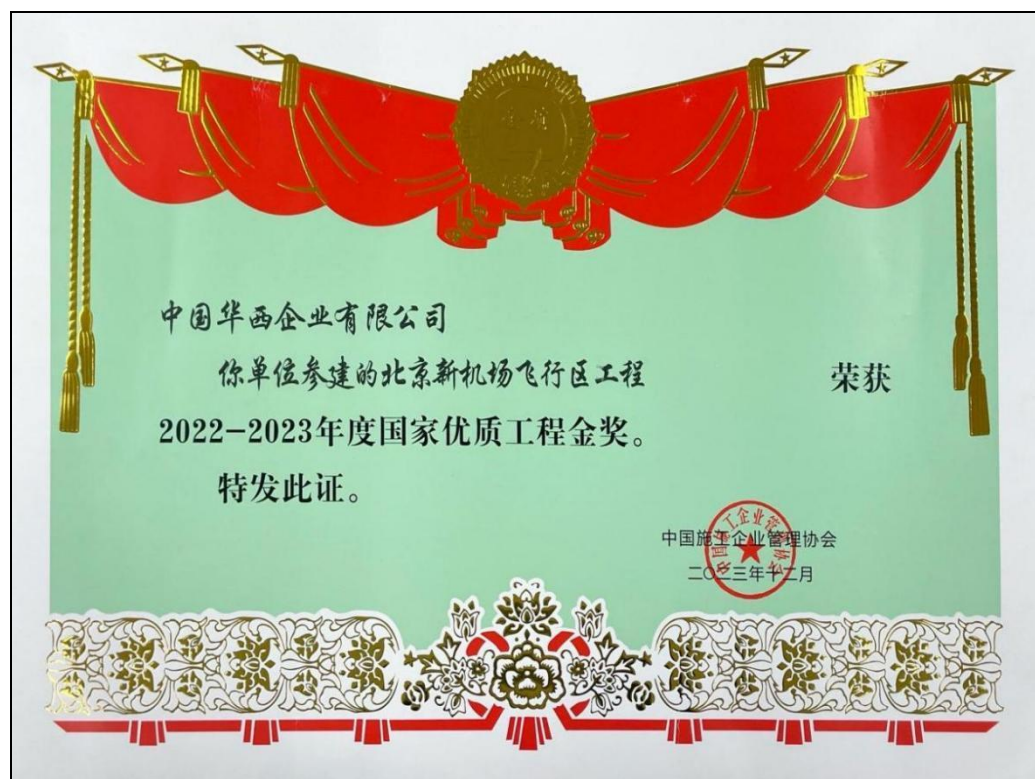 中国华西企业有限公司
你单位参建的北京新机场飞行区工程 荣获
2022-2023年度国家优质工程金奖。
特发此证。
中国施工企业管理协会
二〇二三年十二月